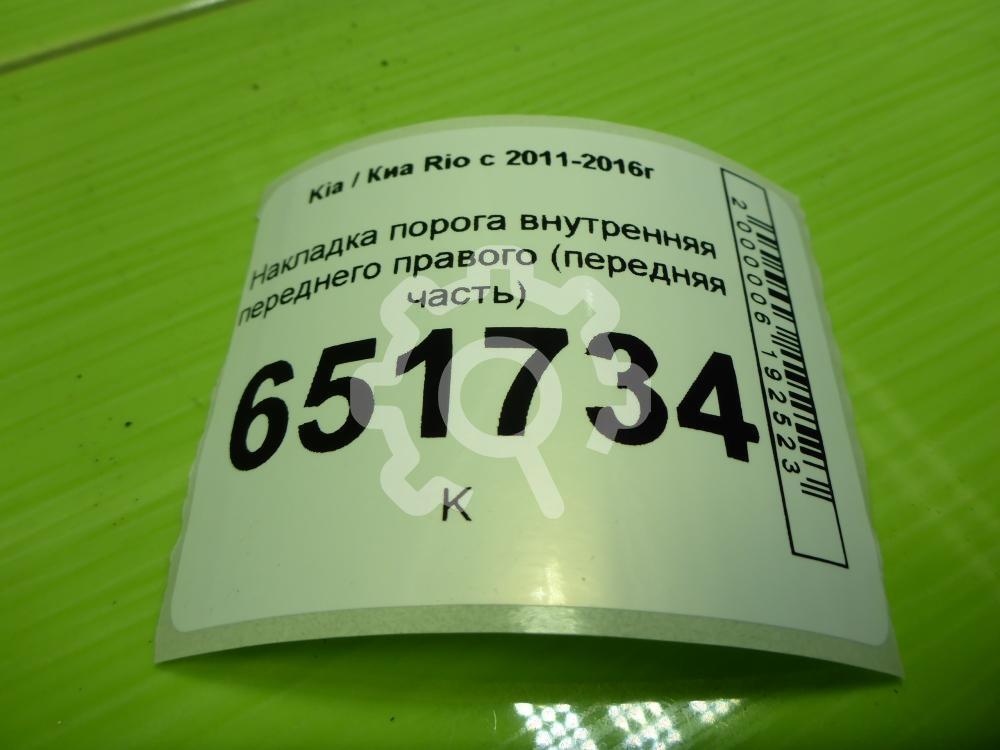 Kia / Киа Rio с 2011-2016г
Накладка порога внутренняя
переднего правого (передняя
часть)
651734
К
2000006192523